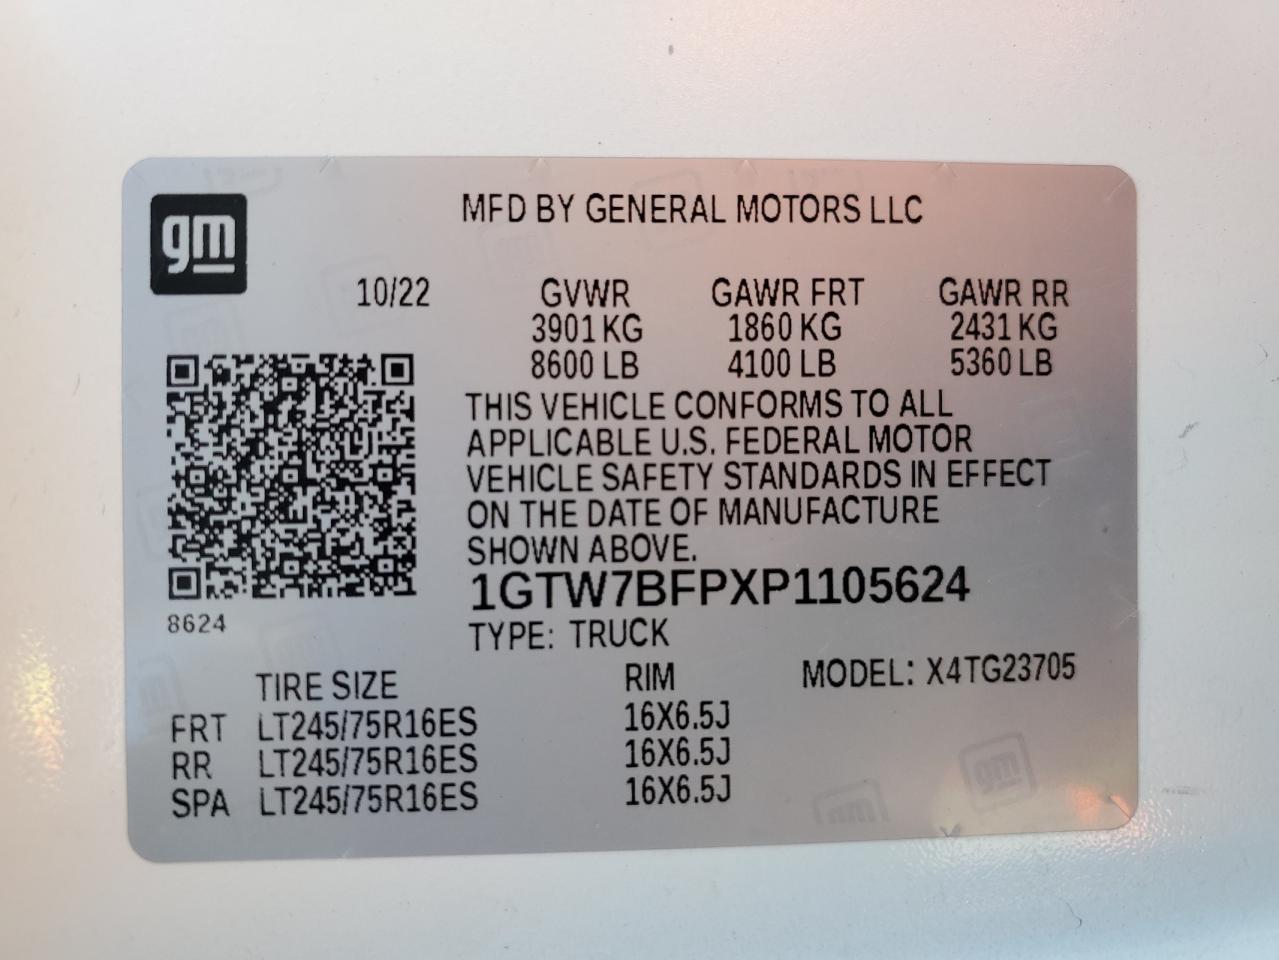 gm
MFD BY GENERAL MOTORS LLC
10/22 GVWR GAWR FRT GAWR RR
3901 KG 1860 KG 2431 KG
8600 LB 4100 LB 5360 LB
THIS VEHICLE CONFORMS TO ALL
APPLICABLE U.S. FEDERAL MOTOR
VEHICLE SAFETY STANDARDS IN EFFECT
ON THE DATE OF MANUFACTURE
SHOWN ABOVE.
1GTW7BFPXP1105624
8624
TYPE: TRUCK
TIRE SIZE RIM MODEL: X4TG23705
FRT LT245/75R16ES 16X6.5J
RR LT245/75R16ES 16X6.5J
SPA LT245/75R16ES 16X6.5J